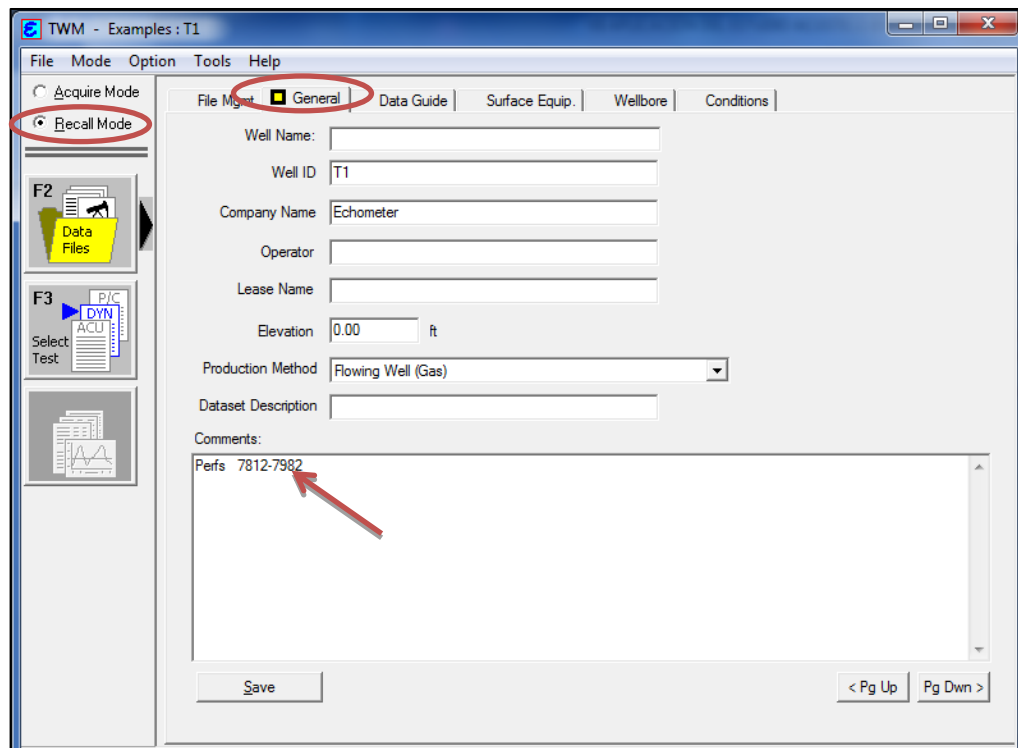 TWM - Examples : T1
File Mode Option Tools Help
Acquire Mode
Recall Mode
File Mgmt General Data Guide Surface Equip. Wellbore Conditions
Well Name:
Well ID T1
Company Name Echometer
Operator
Lease Name
Elevation 0.00 ft
Production Method Flowing Well (Gas)
Dataset Description
Comments:
Perfs 7812-7982
F2
Data
Files
F3
P/C
DYN
ACU
Select
Test
Save
< Pg Up Pg Dwn >